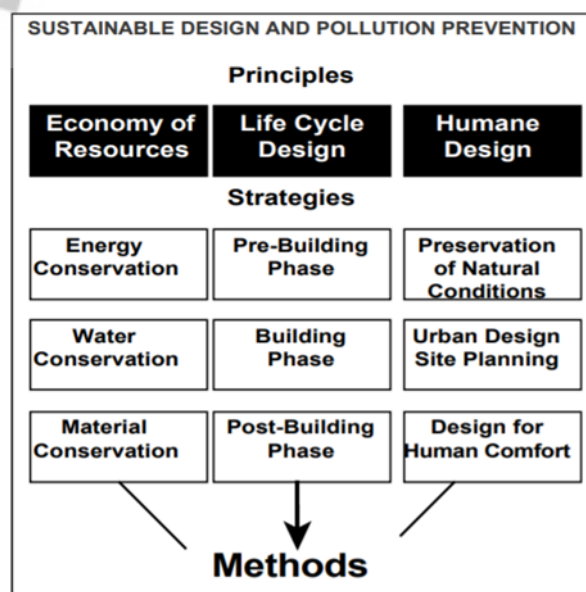 SUSTAINABLE DESIGN AND POLLUTION PREVENTION
Principles
Economy of
Resources
Life Cycle
Design
Humane
Design
Strategies
Energy
Conservation
Pre-Building
Phase
Preservation
of Natural
Conditions
Water
Conservation
Building
Phase
Urban Design
Site Planning
Material
Conservation
Post-Building
Phase
Design for
Human Comfort
Methods